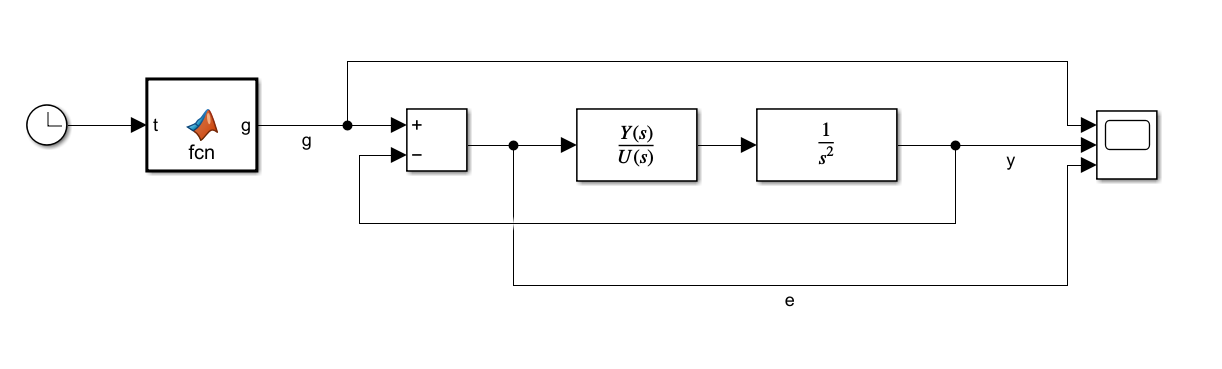 t
g
fcn
g
+
−
Y(s)
U(s)
1
s²
y
e